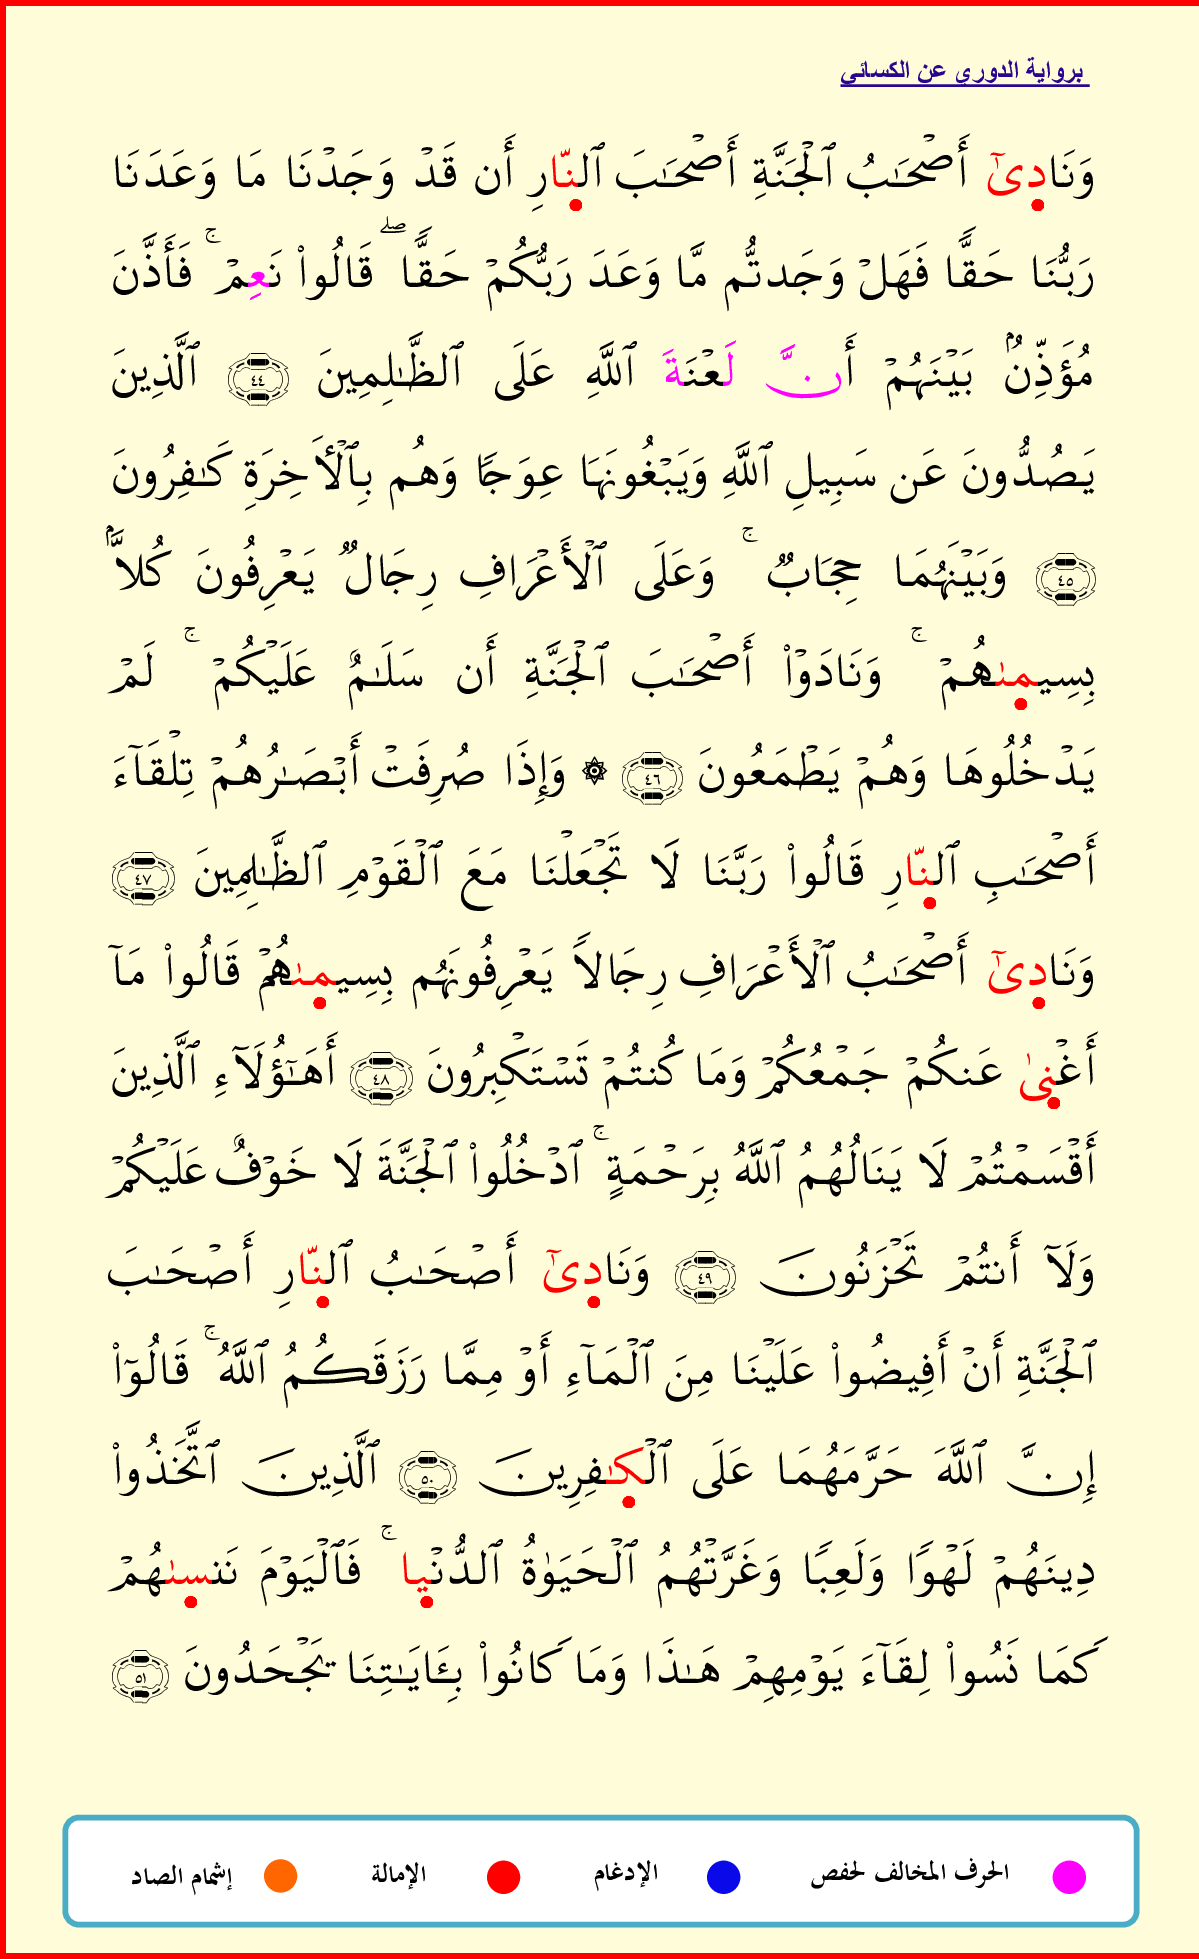 برواية الدوري عن الكسائي
وَنَادِىٰٓ أَصْحَٰبُ ٱلْجَنَّةِ أَصْحَٰبَ ٱلنّارِ أَن قَدْ وَجَدْنَا مَا وَعَدَنَا
رَبُّنَا حَقًّا فَهَلْ وَجَدتُّم مَّا وَعَدَ رَبُّكُمْ حَقًّا ۖ قَالُوا۟ نَعِمْ ۚ فَأَذَّنَ
مُؤَذِّنٌۢ بَيْنَهُمْ أَنَّ لَعْنَةَ ٱللَّهِ عَلَى ٱلظَّٰلِمِينَ ٤٤ ٱلَّذِينَ
يَصُدُّونَ عَن سَبِيلِ ٱللَّهِ وَيَبْغُونَهَا عِوَجًا وَهُم بِٱلْأَخِرَةِ كَٰفِرُونَ
٤٥ وَبَيْنَهُمَا حِجَابٌ ۚ وَعَلَى ٱلْأَعْرَافِ رِجَالٌ يَعْرِفُونَ كُلاًّۢ
بِسِيمٜىٰهُمْ ۚ وَنَادَوْا۟ أَصْحَٰبَ ٱلْجَنَّةِ أَن سَلَٰمٌ عَلَيْكُمْ ۚ لَمْ
يَدْخُلُوهَا وَهُمْ يَطْمَعُونَ ٤٦ ۞ وَإِذَا صُرِفَتْ أَبْصَٰرُهُمْ تِلْقَآءَ
أَصْحَٰبِ ٱلنّارِ قَالُوا۟ رَبَّنَا لَا تَجْعَلْنَا مَعَ ٱلْقَوْمِ ٱلظَّٰلِمِينَ ٤٧
وَنَادِىٰٓ أَصْحَٰبُ ٱلْأَعْرَافِ رِجَالاً يَعْرِفُونَهُم بِسِيمٜىٰهُمْ قَالُوا۟ مَآ
أَغْنٜىٰ عَنكُمْ جَمْعُكُمْ وَمَا كُنتُمْ تَسْتَكْبِرُونَ ٤٨ أَهَٰٓؤُلَآءِ ٱلَّذِينَ
أَقْسَمْتُمْ لَا يَنَالُهُمُ ٱللَّهُ بِرَحْمَةٍ ۚ ٱدْخُلُوا۟ ٱلْجَنَّةَ لَا خَوْفٌ عَلَيْكُمْ
وَلَآ أَنتُمْ تَحْزَنُونَ ٤٩ وَنَادِىٰٓ أَصْحَٰبُ ٱلنّارِ أَصْحَٰبَ
ٱلْجَنَّةِ أَنْ أَفِيضُوا۟ عَلَيْنَا مِنَ ٱلْمَآءِ أَوْ مِمَّا رَزَقَكُمُ ٱللَّهُ ۚ قَالُوٓا۟
إِنَّ ٱللَّهَ حَرَّمَهُمَا عَلَى ٱلْكٰفِرِينَ ٥٠ ٱلَّذِينَ ٱتَّخَذُوا۟
دِينَهُمْ لَهْوًا وَلَعِبًا وَغَرَّتْهُمُ ٱلْحَيَوٰةُ ٱلدُّنْيا ۚ فَٱلْيَوْمَ نَنسٜىٰهُمْ
كَمَا نَسُوا۟ لِقَآءَ يَوْمِهِمْ هَٰذَا وَمَا كَانُوا۟ بِـَٔايَٰتِنَا يَجْحَدُونَ ٥١
الحرف المخالف لحفص الإدغام الإمالة إشمام الصاد